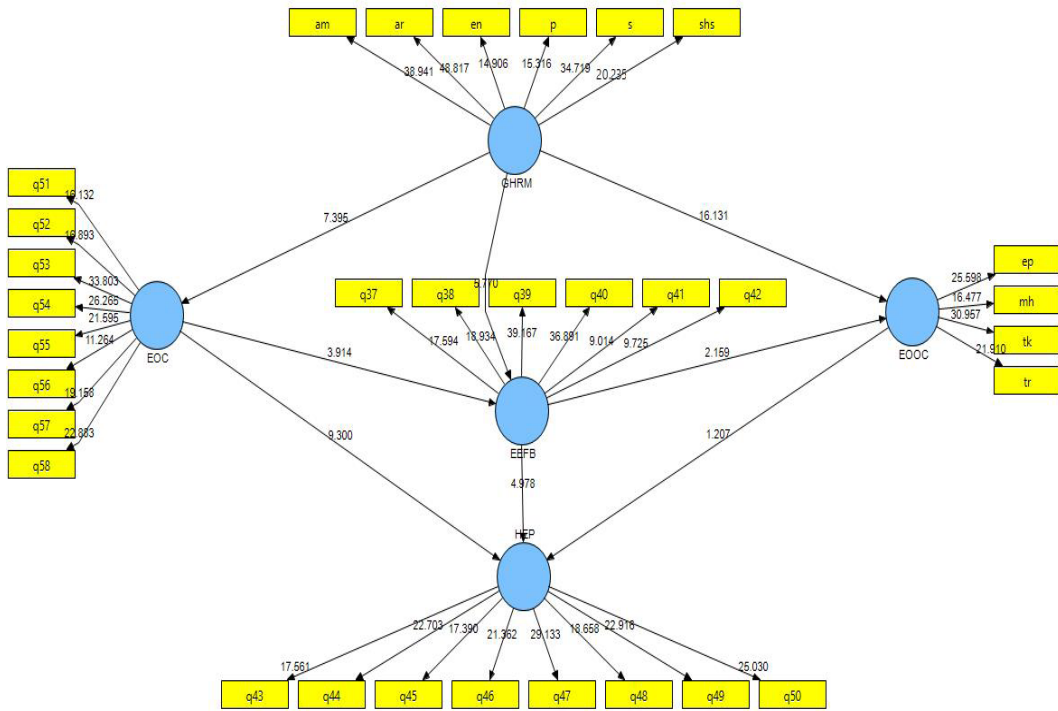 am ar en p s shs
38.941 48.817 14.906 15.316 34.719 20.235
GHRM
7.395 5.770 16.131
q51
16.132
q52
16.893
q53
33.803
q54
26.265
q55
21.595
q56
11.264
q57
19.158
q58
22.883
EOC
q37 q38 q39 q40 q41 q42
17.594 18.934 39.167 36.891 9.014 9.725
3.914 2.159
EEFB
ep
25.598
mh
16.477
tk
30.957
tr
21.910
EOOC
9.300 4.978 1.207
HEP
17.561 22.703 17.390 21.362 29.133 18.658 22.918 25.030
q43 q44 q45 q46 q47 q48 q49 q50